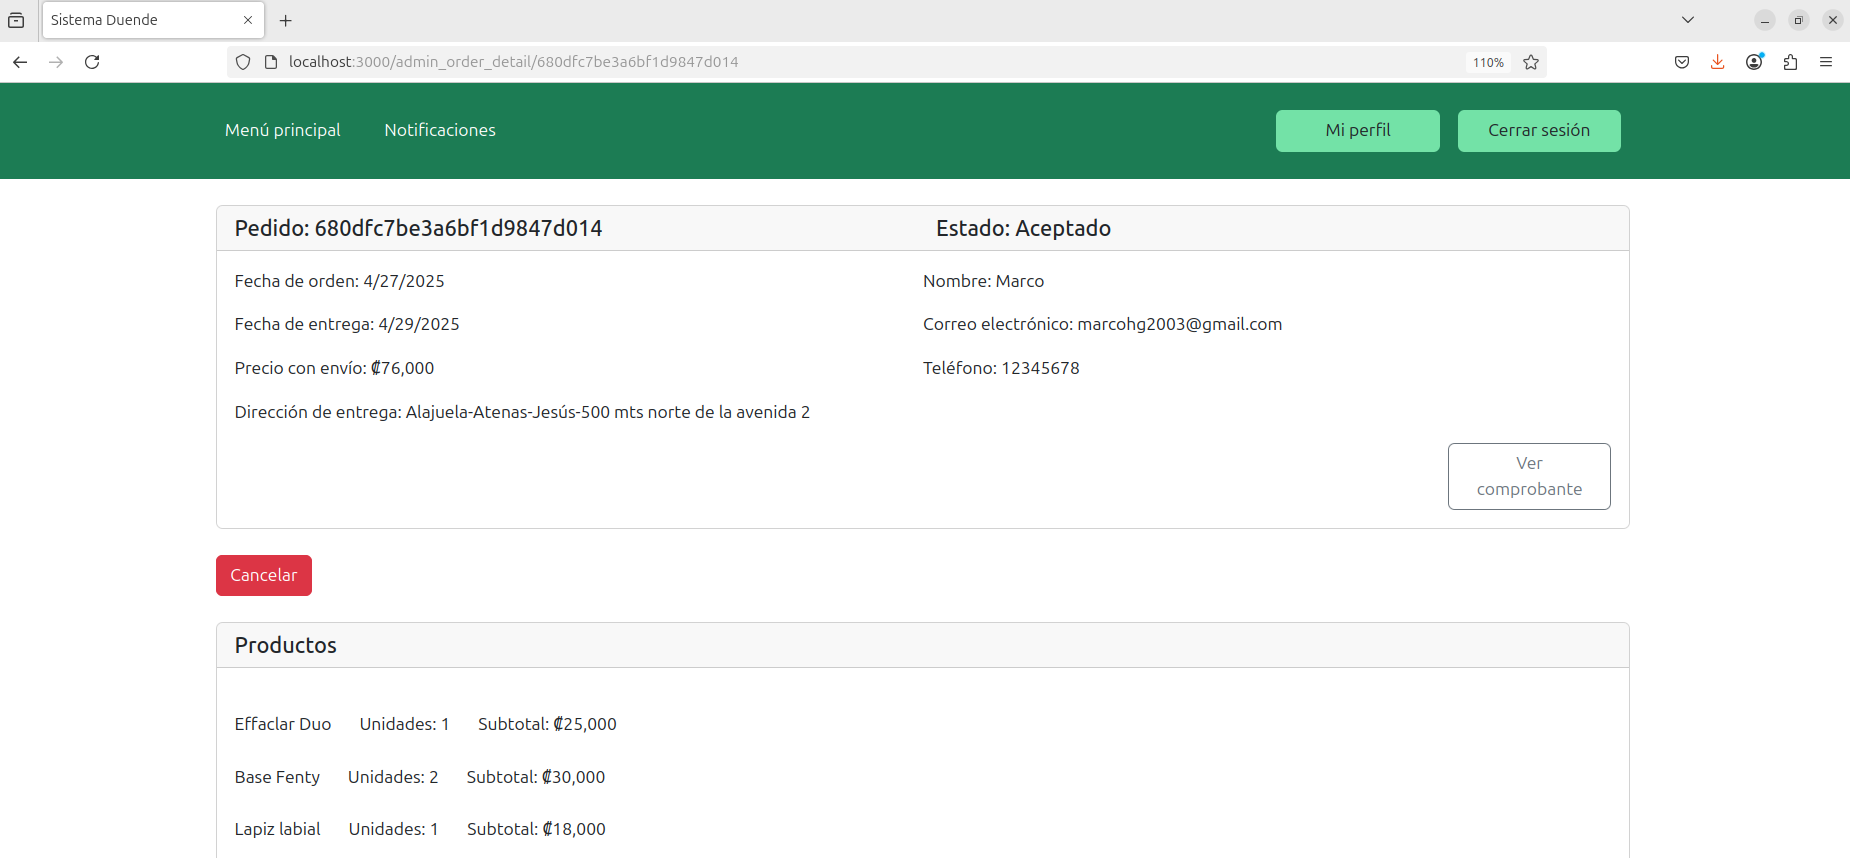 Sistema Duende
localhost:3000/admin_order_detail/680dfc7be3a6bf1d9847d014
110%
Menú principal Notificaciones Mi perfil Cerrar sesión
Pedido: 680dfc7be3a6bf1d9847d014 Estado: Aceptado
Fecha de orden: 4/27/2025 Nombre: Marco
Fecha de entrega: 4/29/2025 Correo electrónico: marcohg2003@gmail.com
Precio con envío: ₡76,000 Teléfono: 12345678
Dirección de entrega: Alajuela-Atenas-Jesús-500 mts norte de la avenida 2
Ver
comprobante
Cancelar
Productos
Effaclar Duo Unidades: 1 Subtotal: ₡25,000
Base Fenty Unidades: 2 Subtotal: ₡30,000
Lapiz labial Unidades: 1 Subtotal: ₡18,000